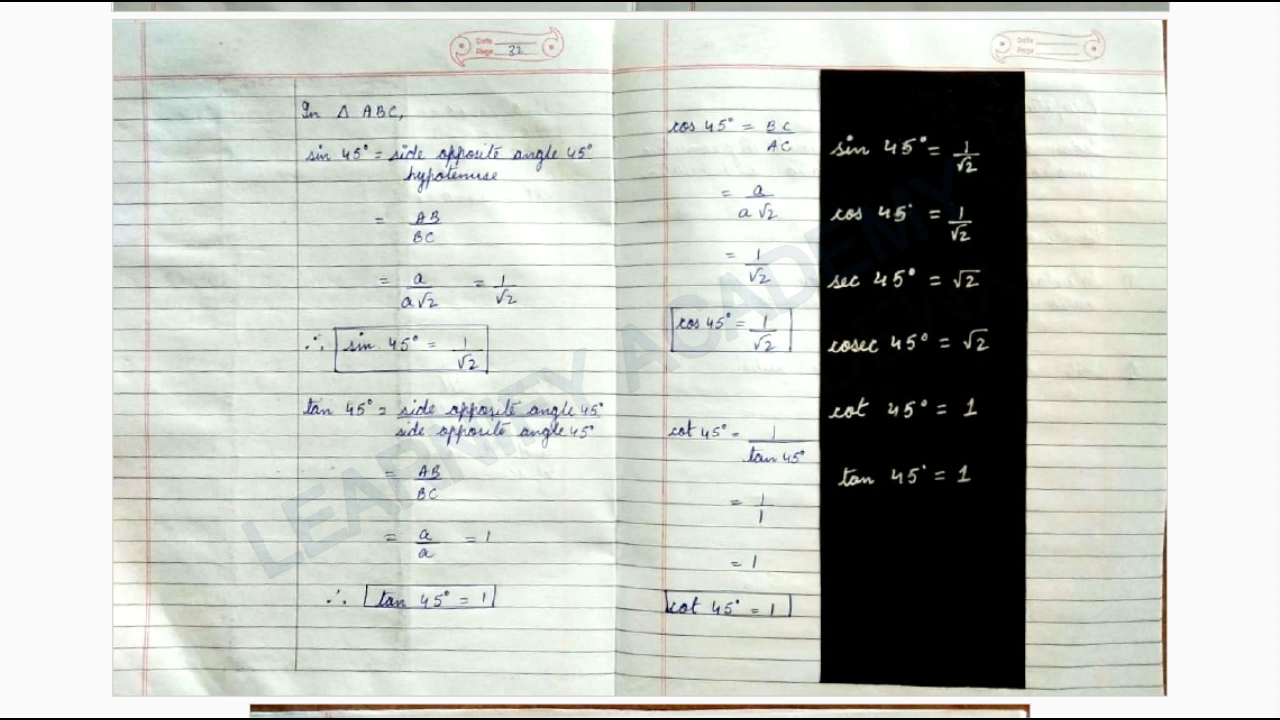 Date
Page 32
In Δ ABC,
sin 45° = side opposite angle 45°
hypotenuse
= AB
BC
= a = 1
a√2 √2
∴ sin 45° = 1
√2
tan 45° = side opposite angle 45°
side opposite angle 45°
= AB
BC
= a = 1
a
∴ tan 45° = 1
Date
Page
cos 45° = BC
AC
= a
a√2
= 1
√2
cos 45° = 1
√2
cot 45° = 1
tan 45°
= 1
1
= 1
cot 45° = 1
sin 45° = 1
√2
cos 45° = 1
√2
sec 45° = √2
cosec 45° = √2
cot 45° = 1
tan 45° = 1
LEARNIFY ACADEMY